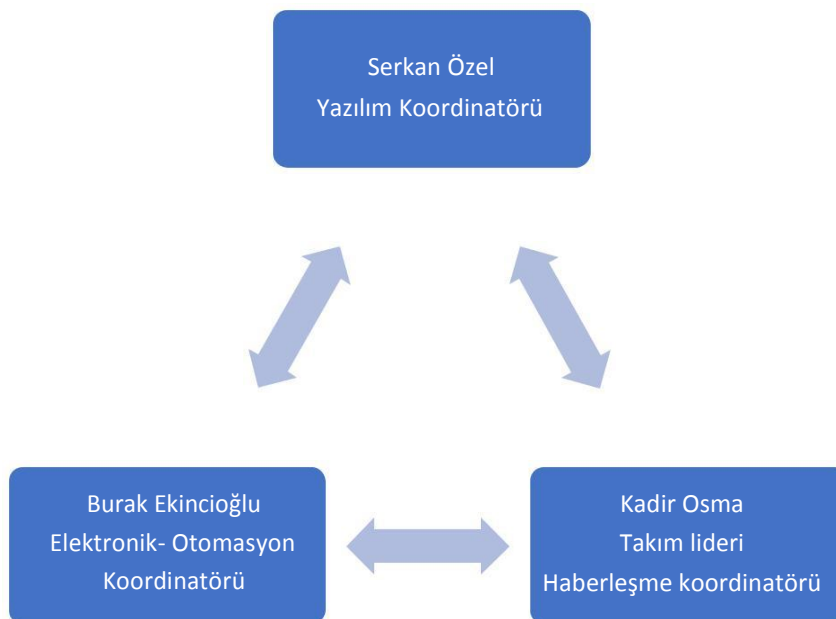 Serkan Özel
Yazılım Koordinatörü
Burak Ekincioğlu
Elektronik- Otomasyon
Koordinatörü
Kadir Osma
Takım lideri
Haberleşme koordinatörü